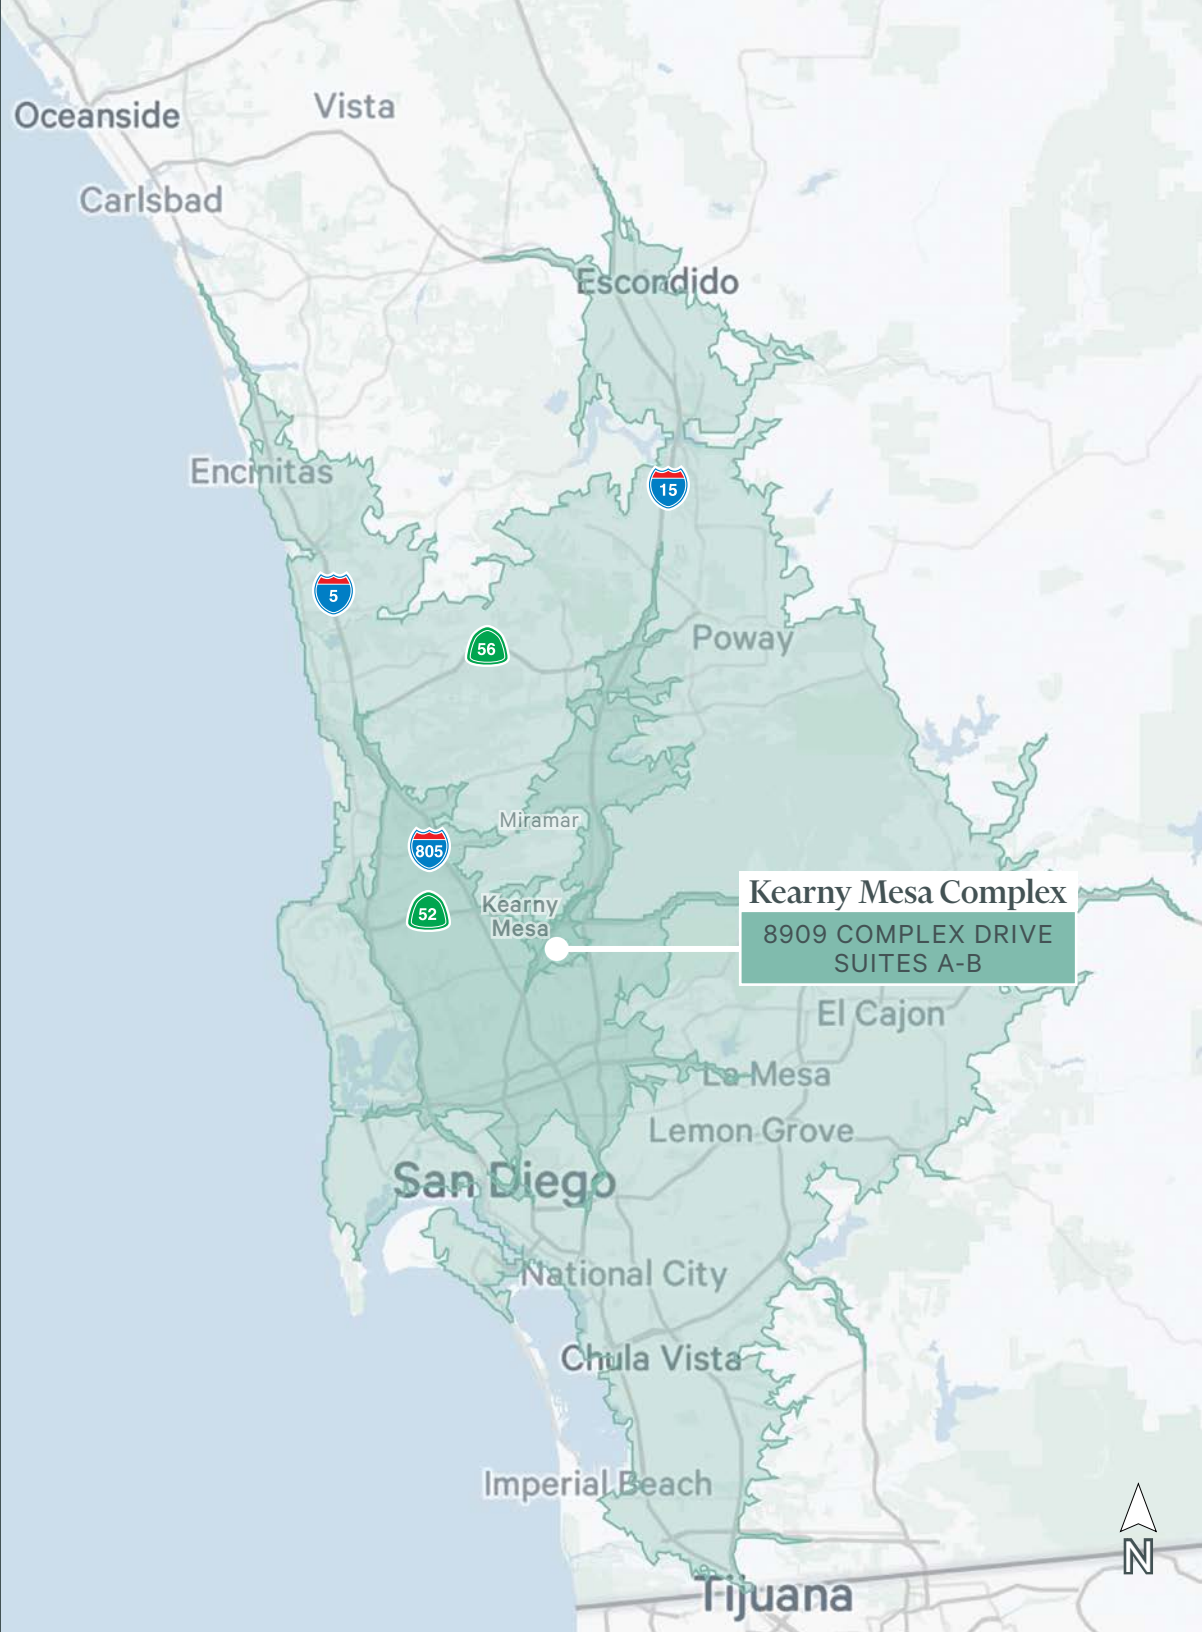 Oceanside
Vista
Carlsbad
Escondido
Encinitas
15
5
56
Poway
Miramar
805
52
Kearny
Mesa
Kearny Mesa Complex
8909 COMPLEX DRIVE
SUITES A-B
El Cajon
La Mesa
Lemon Grove
San Diego
National City
Chula Vista
Imperial Beach
N
Tijuana